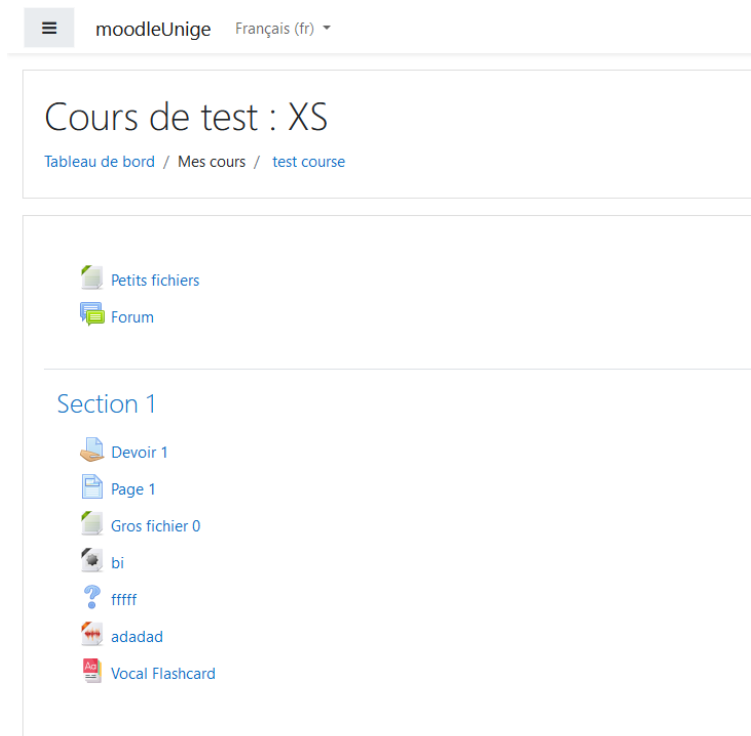 moodleUnige Français (fr)
Cours de test : XS
Tableau de bord / Mes cours / test course
Petits fichiers
Forum
Section 1
Devoir 1
Page 1
Gros fichier 0
bi
fffff
adadad
Aa
Vocal Flashcard